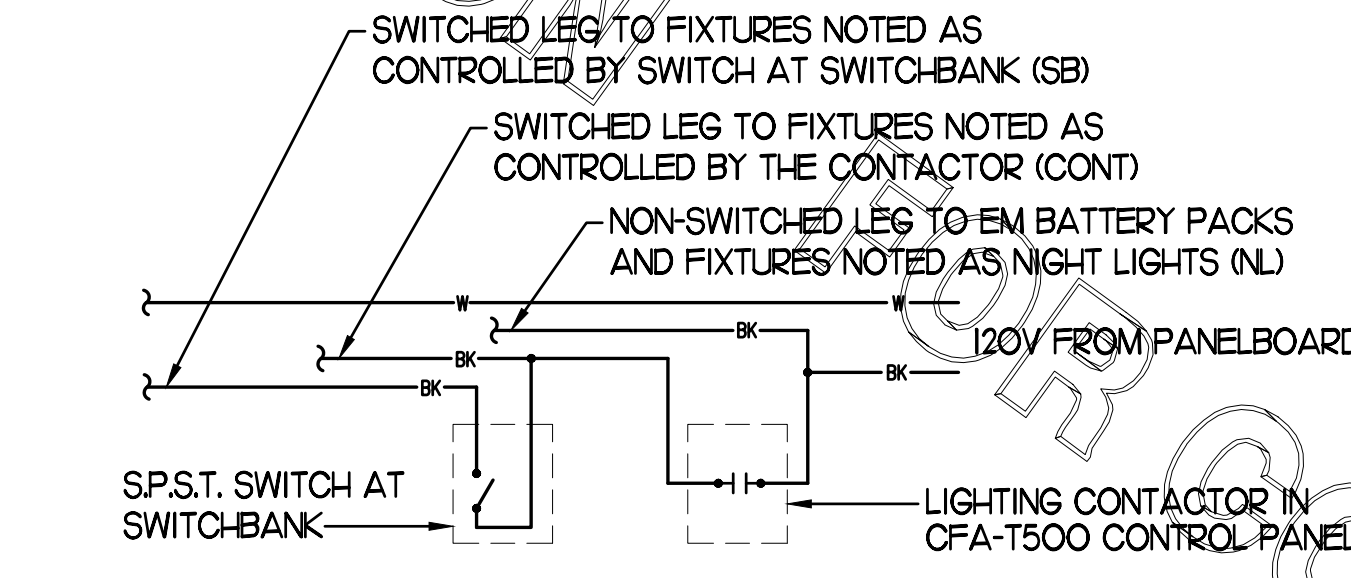 SWITCHED LEG TO FIXTURES NOTED AS
CONTROLLED BY SWITCH AT SWITCHBANK (SB)
SWITCHED LEG TO FIXTURES NOTED AS
CONTROLLED BY THE CONTACTOR (CONT)
NON-SWITCHED LEG TO EM BATTERY PACKS
AND FIXTURES NOTED AS NIGHT LIGHTS (NL)
W W
BK
120V FROM PANELBOARD
BK
BK
BK
S.P.S.T. SWITCH AT
SWITCHBANK
LIGHTING CONTACTOR IN
CFA-T500 CONTROL PANEL
FOR